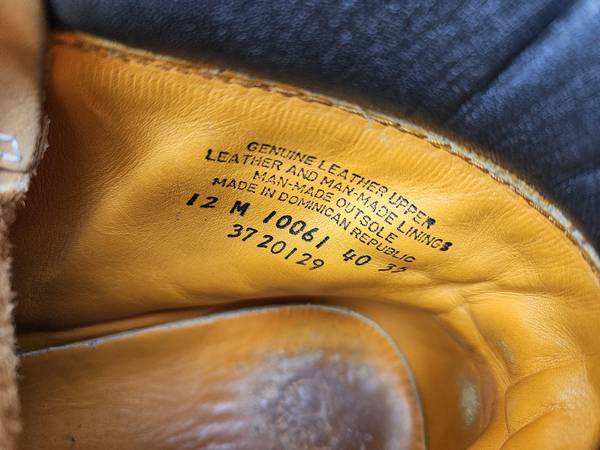 GENUINE LEATHER UPPER
LEATHER AND MAN-MADE LININGS
MAN-MADE OUTSOLE
MADE IN DOMINICAN REPUBLIC
12 M 10061 40 37
3720129